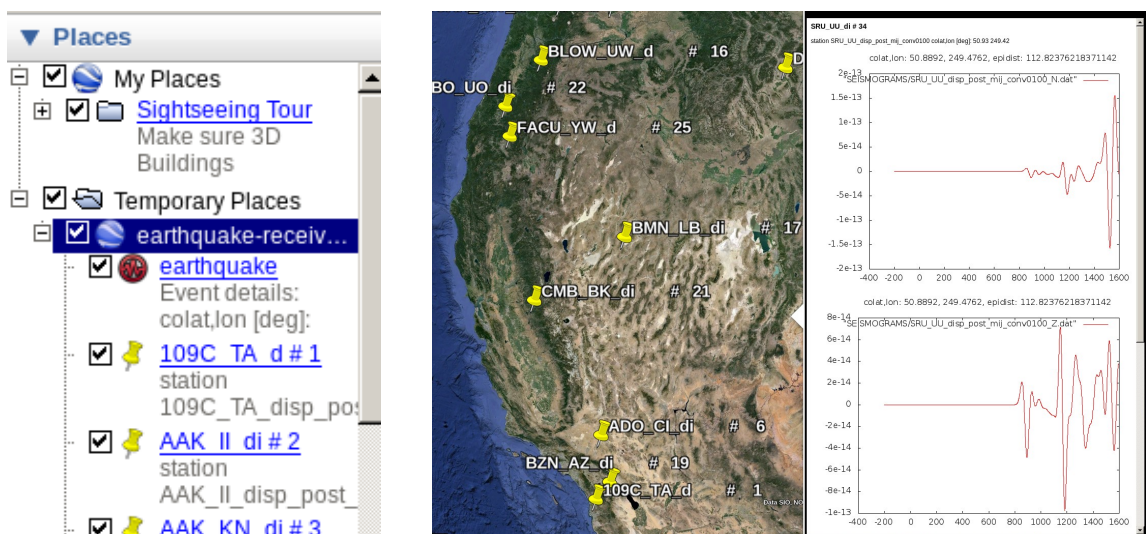 Places
My Places
Sightseeing Tour
Make sure 3D
Buildings
Temporary Places
earthquake-receiv...
earthquake
Event details:
colat,lon [deg]:
109C_TA_d # 1
station
109C_TA_disp_pos
AAK_II_di # 2
station
AAK_II_disp_post_
AAK_KN_di # 3
BLOW_UW_d # 16
D
BO_UO_di # 22
FACU_YW_d # 25
BMN_LB_di # 17
CMB_BK_di # 21
ADO_CI_di # 6
BZN_AZ_di # 19
109C_TA_d # 1
Data SIO, NO
SRU_UU_di # 34
station SRU_UU_disp_post_mij_conv0100 colat,lon [deg]: 50.93 249.42
colat,lon: 50.8892, 249.4762, epidist: 112.82376218371142
"SEISMOGRAMS/SRU_UU_disp_post_mij_conv0100_N.dat"
2e-13
1.5e-13
1e-13
5e-14
0
-5e-14
-1e-13
-1.5e-13
-2e-13
-400 -200 0 200 400 600 800 1000 1200 1400 1600
colat,lon: 50.8892, 249.4762, epidist: 112.82376218371142
"SEISMOGRAMS/SRU_UU_disp_post_mij_conv0100_Z.dat"
8e-14
6e-14
4e-14
2e-14
0
-2e-14
-4e-14
-6e-14
-8e-14
-1e-13
-400 -200 0 200 400 600 800 1000 1200 1400 1600